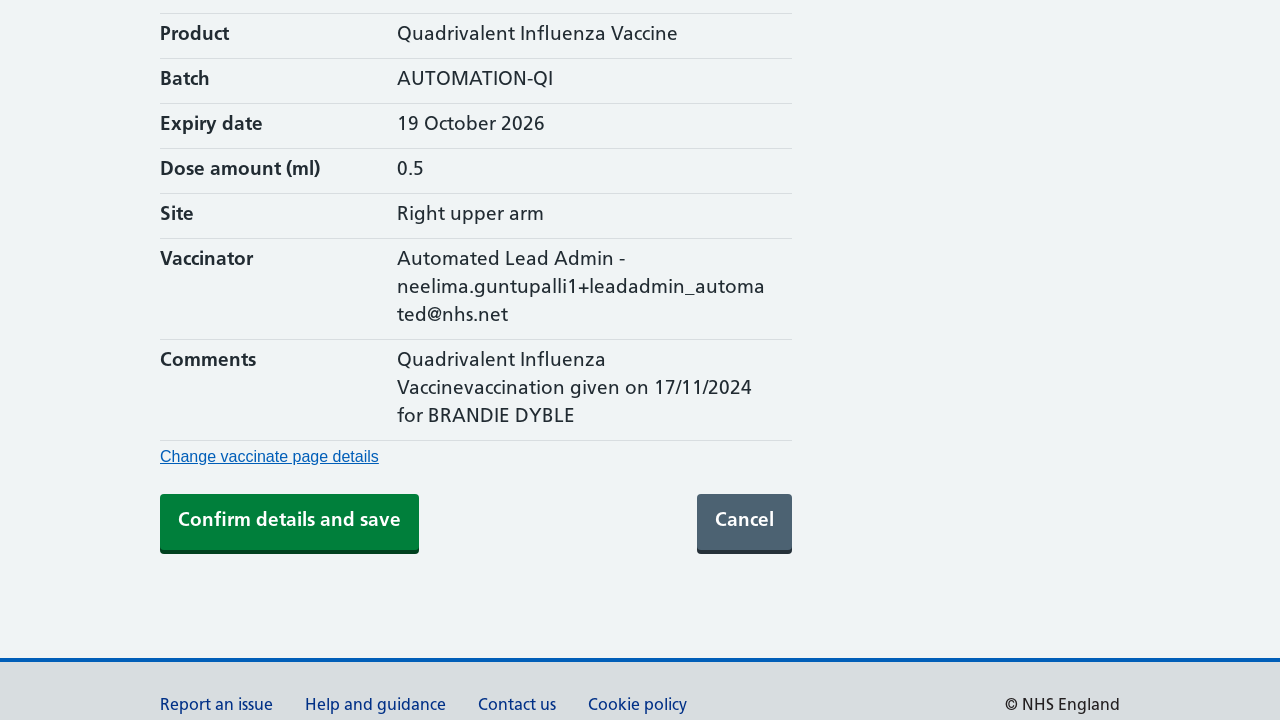 Product Quadrivalent Influenza Vaccine
Batch AUTOMATION-QI
Expiry date 19 October 2026
Dose amount (ml) 0.5
Site Right upper arm
Vaccinator Automated Lead Admin -
neelima.guntupalli1+leadadmin_automa
ted@nhs.net
Comments Quadrivalent Influenza
Vaccinevaccination given on 17/11/2024
for BRANDIE DYBLE
Change vaccinate page details
Confirm details and save Cancel
Report an issue Help and guidance Contact us Cookie policy © NHS England